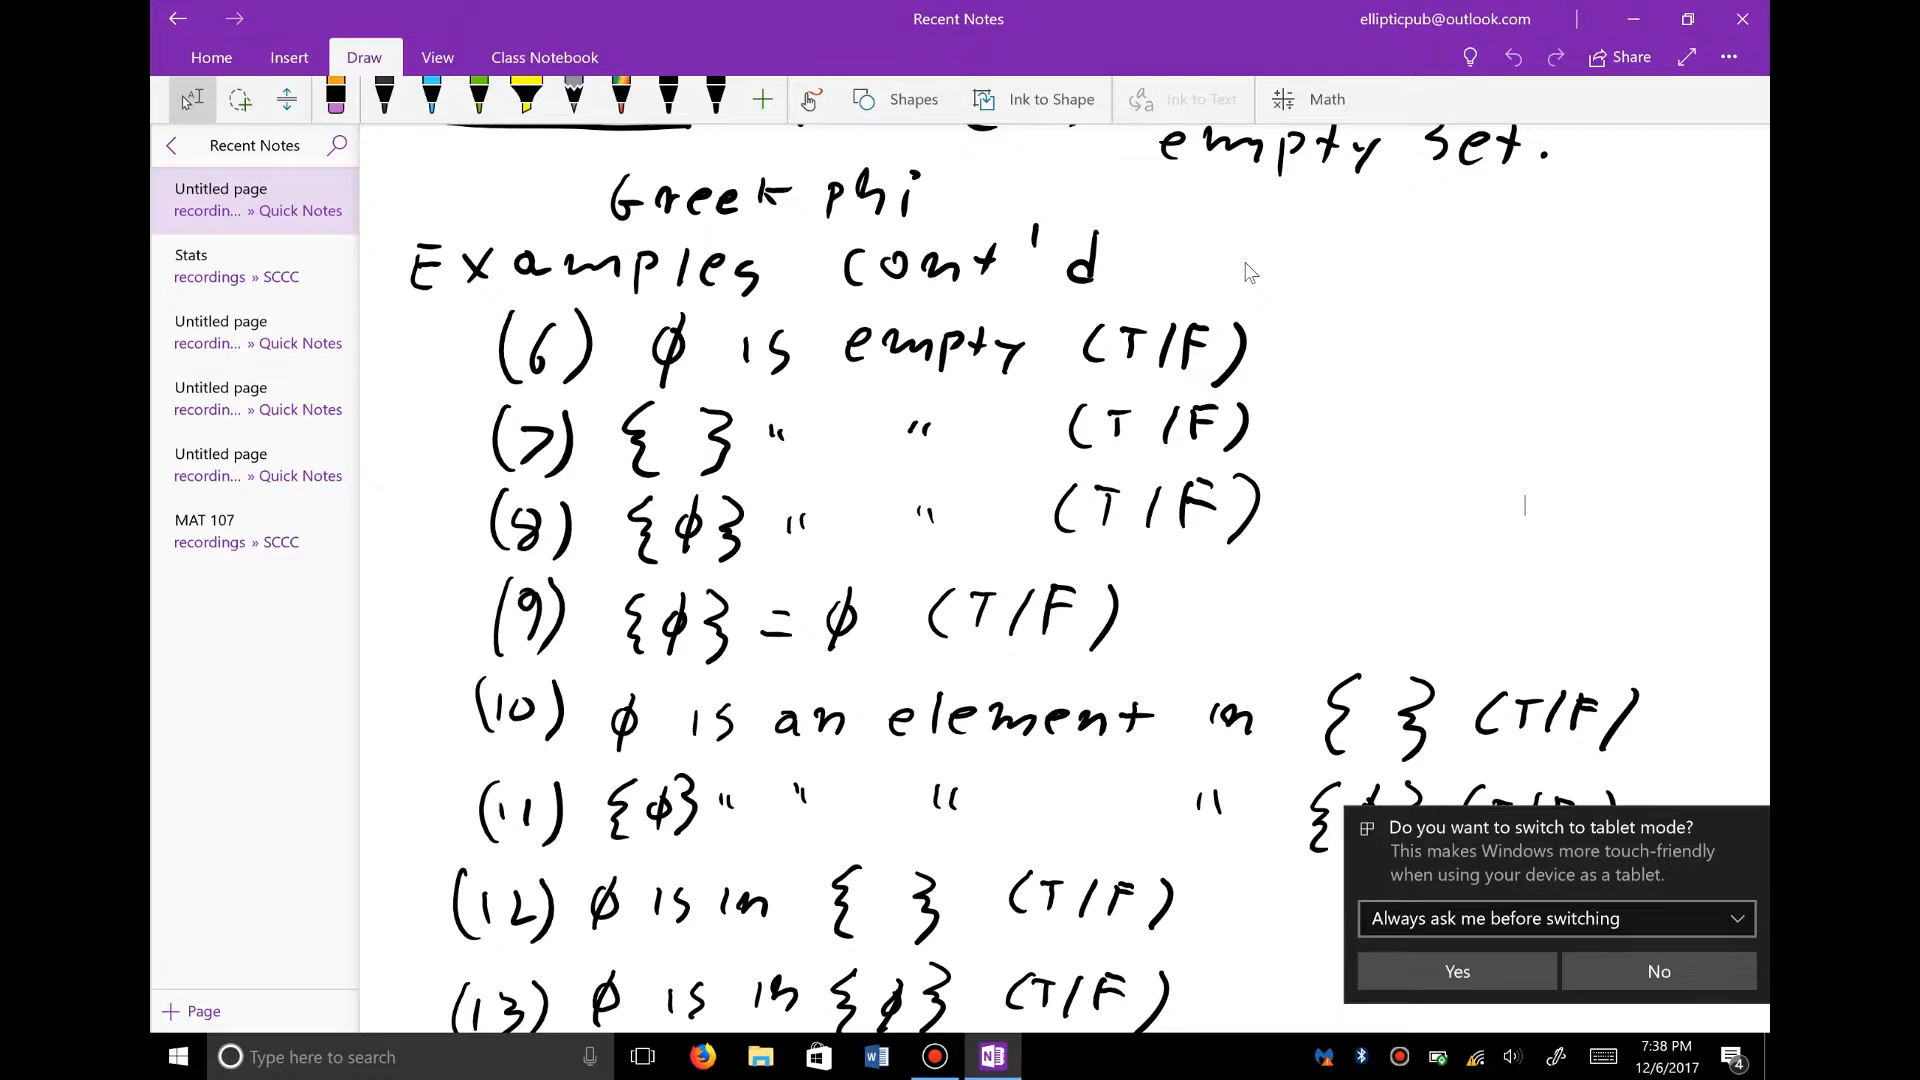 Recent Notes
ellipticpub@outlook.com
Home Insert Draw View Class Notebook
Share
Shapes Ink to Shape Ink to Text Math
Recent Notes
Untitled page
recordin... » Quick Notes
Stats
recordings » SCCC
Untitled page
recordin... » Quick Notes
Untitled page
recordin... » Quick Notes
Untitled page
recordin... » Quick Notes
MAT 107
recordings » SCCC
Page
empty set.
Greek phi
Examples cont'd
(6) ϕ is empty (T/F)
(7) { } " " (T/F)
(8) {ϕ} " " (T/F)
(9) {ϕ} = ϕ (T/F)
(10) ϕ is an element in { } (T/F)
(11) {ϕ} " " " "
(12) ϕ is in { } (T/F)
(13) ϕ is in {ϕ} (T/F)
Do you want to switch to tablet mode?
This makes Windows more touch-friendly
when using your device as a tablet.
Always ask me before switching
Yes No
Type here to search
7:38 PM
12/6/2017
4